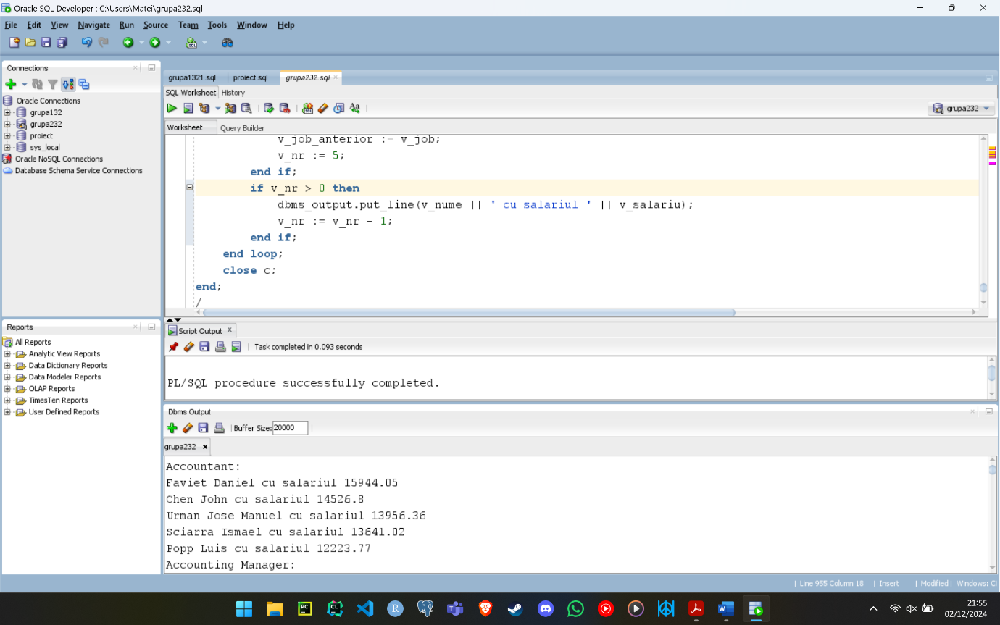 Oracle SQL Developer : C:\Users\Matei\grupa232.sql
File Edit View Navigate Run Source Team Tools Window Help
Connections
Oracle Connections
grupa132
grupa232
proiect
sys_local
Oracle NoSQL Connections
Database Schema Service Connections
Reports
All Reports
Analytic View Reports
Data Dictionary Reports
Data Modeler Reports
OLAP Reports
TimesTen Reports
User Defined Reports
grupa1321.sql proiect.sql grupa232.sql
SQL Worksheet History
grupa232
Worksheet Query Builder
v_job_anterior := v_job;
v_nr := 5;
end if;
if v_nr > 0 then
dbms_output.put_line(v_nume || ' cu salariul ' || v_salariu);
v_nr := v_nr - 1;
end if;
end loop;
close c;
end;
/
Script Output x
Task completed in 0.093 seconds
PL/SQL procedure successfully completed.
Dbms Output
Buffer Size: 20000
grupa232 x
Accountant:
Faviet Daniel cu salariul 15944.05
Chen John cu salariul 14526.8
Urman Jose Manuel cu salariul 13956.36
Sciarra Ismael cu salariul 13641.02
Popp Luis cu salariul 12223.77
Accounting Manager:
| Line 955 Column 18 | Insert | Modified | Windows: Cl
21:55
02/12/2024